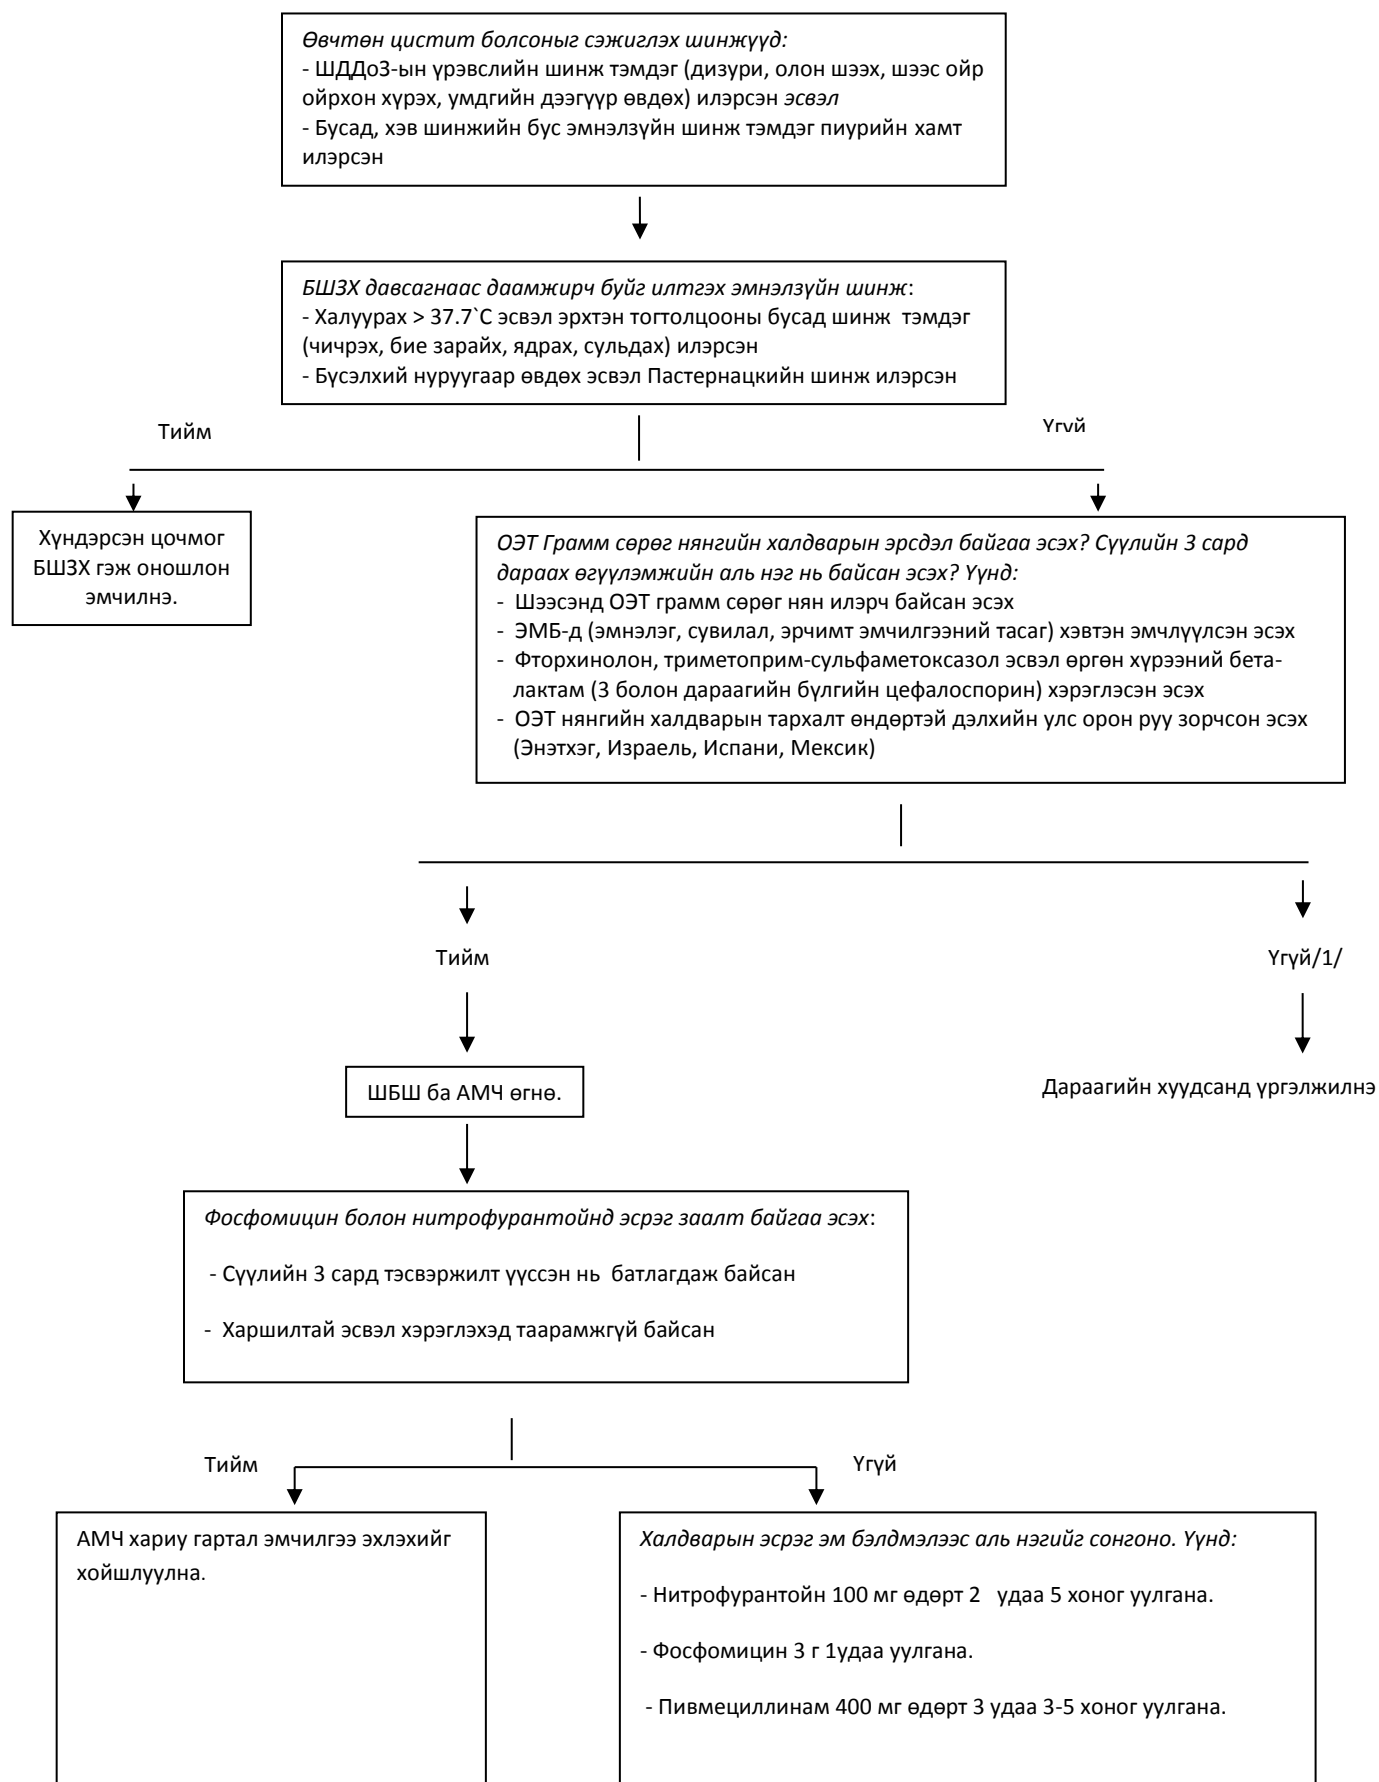 Өвчтөн цистит болсоныг сэжиглэх шинжүүд:
- ШДДоЗ-ын үрэвслийн шинж тэмдэг (дизури, олон шээх, шээс ойр
ойрхон хүрэх, умдгийн дээгүүр өвдөх) илэрсэн эсвэл
- Бусад, хэв шинжийн бус эмнэлзүйн шинж тэмдэг пиурийн хамт
илэрсэн
БШЗХ давсагнаас даамжирч буйг илтгэх эмнэлзүйн шинж:
- Халуурах > 37.7`С эсвэл эрхтэн тогтолцооны бусад шинж тэмдэг
(чичрэх, бие зарайх, ядрах, сульдах) илэрсэн
- Бүсэлхий нуруугаар өвдөх эсвэл Пастернацкийн шинж илэрсэн
Тийм
Үгүй
Хүндэрсэн цочмог
БШЗХ гэж оношлон
эмчилнэ.
ОЭТ Грамм сөрөг нянгийн халдварын эрсдэл байгаа эсэх? Сүүлийн 3 сард
дараах өгүүлэмжийн аль нэг нь байсан эсэх? Үүнд:
- Шээсэнд ОЭТ грамм сөрөг нян илэрч байсан эсэх
- ЭМБ-д (эмнэлэг, сувилал, эрчимт эмчилгээний тасаг) хэвтэн эмчлүүлсэн эсэх
- Фторхинолон, триметоприм-сульфаметоксазол эсвэл өргөн хүрээний бета-
лактам (3 болон дараагийн бүлгийн цефалоспорин) хэрэглэсэн эсэх
- ОЭТ нянгийн халдварын тархалт өндөртэй дэлхийн улс орон руу зорчсон эсэх
(Энэтхэг, Израель, Испани, Мексик)
Тийм
Үгүй/1/
ШБШ ба АМЧ өгнө.
Дараагийн хуудсанд үргэлжилнэ
Фосфомицин болон нитрофурантойнд эсрэг заалт байгаа эсэх:
- Сүүлийн 3 сард тэсвэржилт үүссэн нь батлагдаж байсан
- Харшилтай эсвэл хэрэглэхэд таарамжгүй байсан
Тийм
Үгүй
АМЧ хариу гартал эмчилгээ эхлэхийг
хойшлуулна.
Халдварын эсрэг эм бэлдмэлээс аль нэгийг сонгоно. Үүнд:
- Нитрофурантойн 100 мг өдөрт 2 удаа 5 хоног уулгана.
- Фосфомицин 3 г 1удаа уулгана.
- Пивмециллинам 400 мг өдөрт 3 удаа 3-5 хоног уулгана.